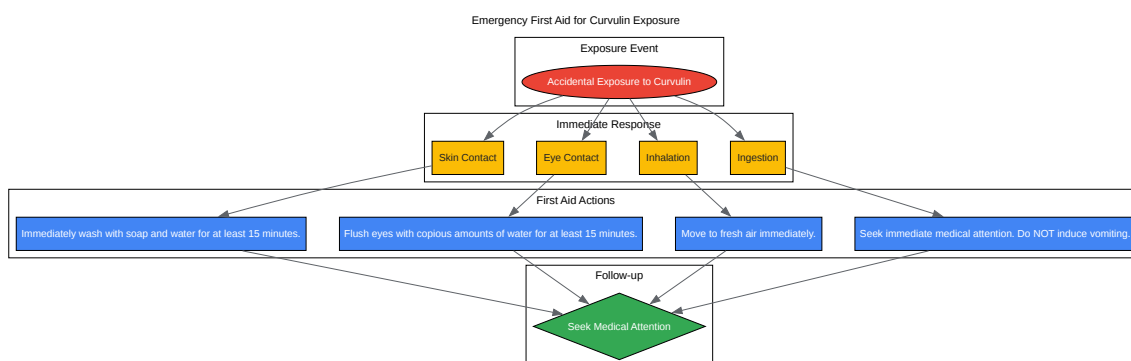 Emergency First Aid for Curvulin Exposure
Exposure Event
Accidental Exposure to Curvulin
Immediate Response
Skin Contact
Eye Contact
Inhalation
Ingestion
First Aid Actions
Immediately wash with soap and water for at least 15 minutes.
Flush eyes with copious amounts of water for at least 15 minutes.
Move to fresh air immediately.
Seek immediate medical attention. Do NOT induce vomiting.
Follow-up
Seek Medical Attention